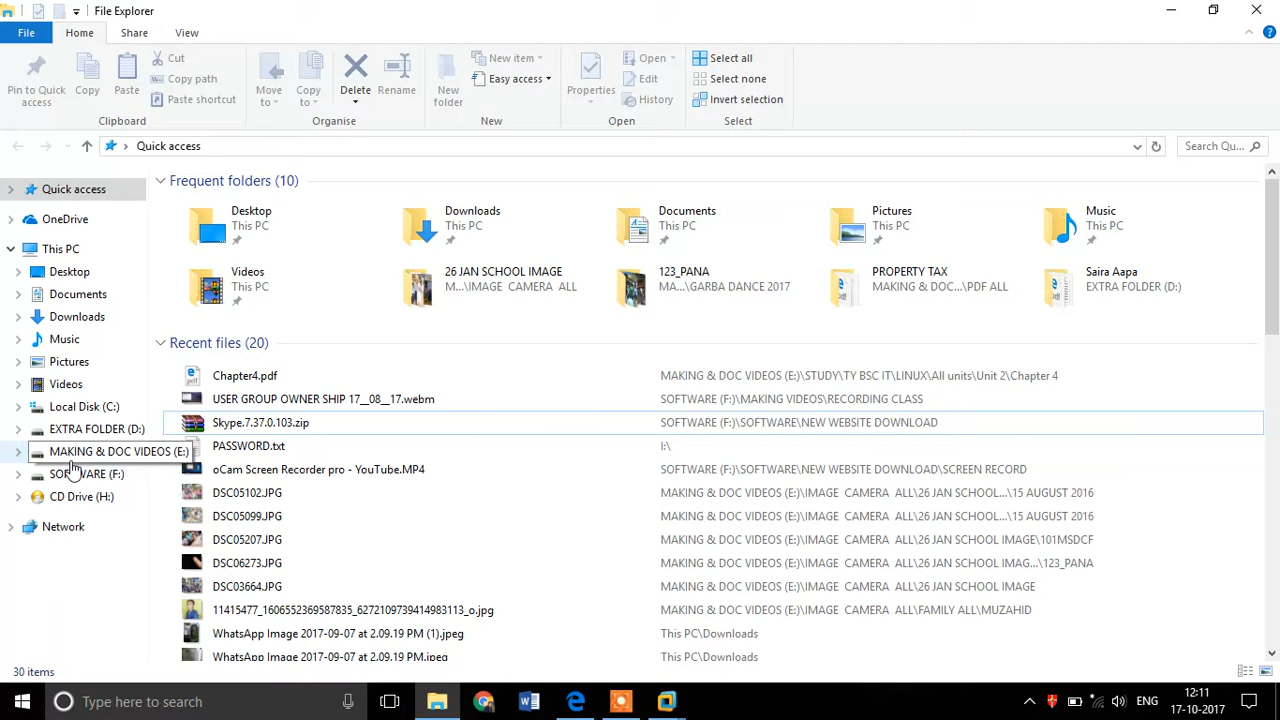 File Explorer
File Home Share View
Pin to Quick access
Copy
Paste
Cut
Copy path
Paste shortcut
Clipboard
Move to
Copy to
Delete
Rename
Organise
New folder
New item
Easy access
New
Properties
Open
Edit
History
Open
Select all
Select none
Invert selection
Select
Quick access
Search Qu...
Quick access
OneDrive
This PC
Desktop
Documents
Downloads
Music
Pictures
Videos
Local Disk (C:)
EXTRA FOLDER (D:)
MAKING & DOC VIDEOS (E:)
SOFTWARE (F:)
CD Drive (H:)
Network
Frequent folders (10)
Desktop
This PC
Downloads
This PC
Documents
This PC
Pictures
This PC
Music
This PC
Videos
This PC
26 JAN SCHOOL IMAGE
M...\IMAGE CAMERA ALL
123_PANA
MA...\GARBA DANCE 2017
PROPERTY TAX
MAKING & DOC...\PDF ALL
Saira Aapa
EXTRA FOLDER (D:)
Recent files (20)
Chapter4.pdf MAKING & DOC VIDEOS (E:)\STUDY\TY BSC IT\LINUX\All units\Unit 2\Chapter 4
USER GROUP OWNER SHIP 17__08__17.webm SOFTWARE (F:)\MAKING VIDEOS\RECORDING CLASS
Skype.7.37.0.103.zip SOFTWARE (F:)\SOFTWARE\NEW WEBSITE DOWNLOAD
PASSWORD.txt I:\
oCam Screen Recorder pro - YouTube.MP4 SOFTWARE (F:)\SOFTWARE\NEW WEBSITE DOWNLOAD\SCREEN RECORD
DSC05102.JPG MAKING & DOC VIDEOS (E:)\IMAGE CAMERA ALL\26 JAN SCHOOL...\15 AUGUST 2016
DSC05099.JPG MAKING & DOC VIDEOS (E:)\IMAGE CAMERA ALL\26 JAN SCHOOL...\15 AUGUST 2016
DSC05207.JPG MAKING & DOC VIDEOS (E:)\IMAGE CAMERA ALL\26 JAN SCHOOL IMAGE\101MSDCF
DSC06273.JPG MAKING & DOC VIDEOS (E:)\IMAGE CAMERA ALL\26 JAN SCHOOL IMAG...\123_PANA
DSC03664.JPG MAKING & DOC VIDEOS (E:)\IMAGE CAMERA ALL\26 JAN SCHOOL IMAGE
11415477_1606552369587835_6272109739414983113_o.jpg MAKING & DOC VIDEOS (E:)\IMAGE CAMERA ALL\FAMILY ALL\MUZAHID
WhatsApp Image 2017-09-07 at 2.09.19 PM (1).jpeg This PC\Downloads
WhatsApp Image 2017-09-07 at 2.09.19 PM.jpeg This PC\Downloads
30 items
Type here to search
ENG
12:11
17-10-2017